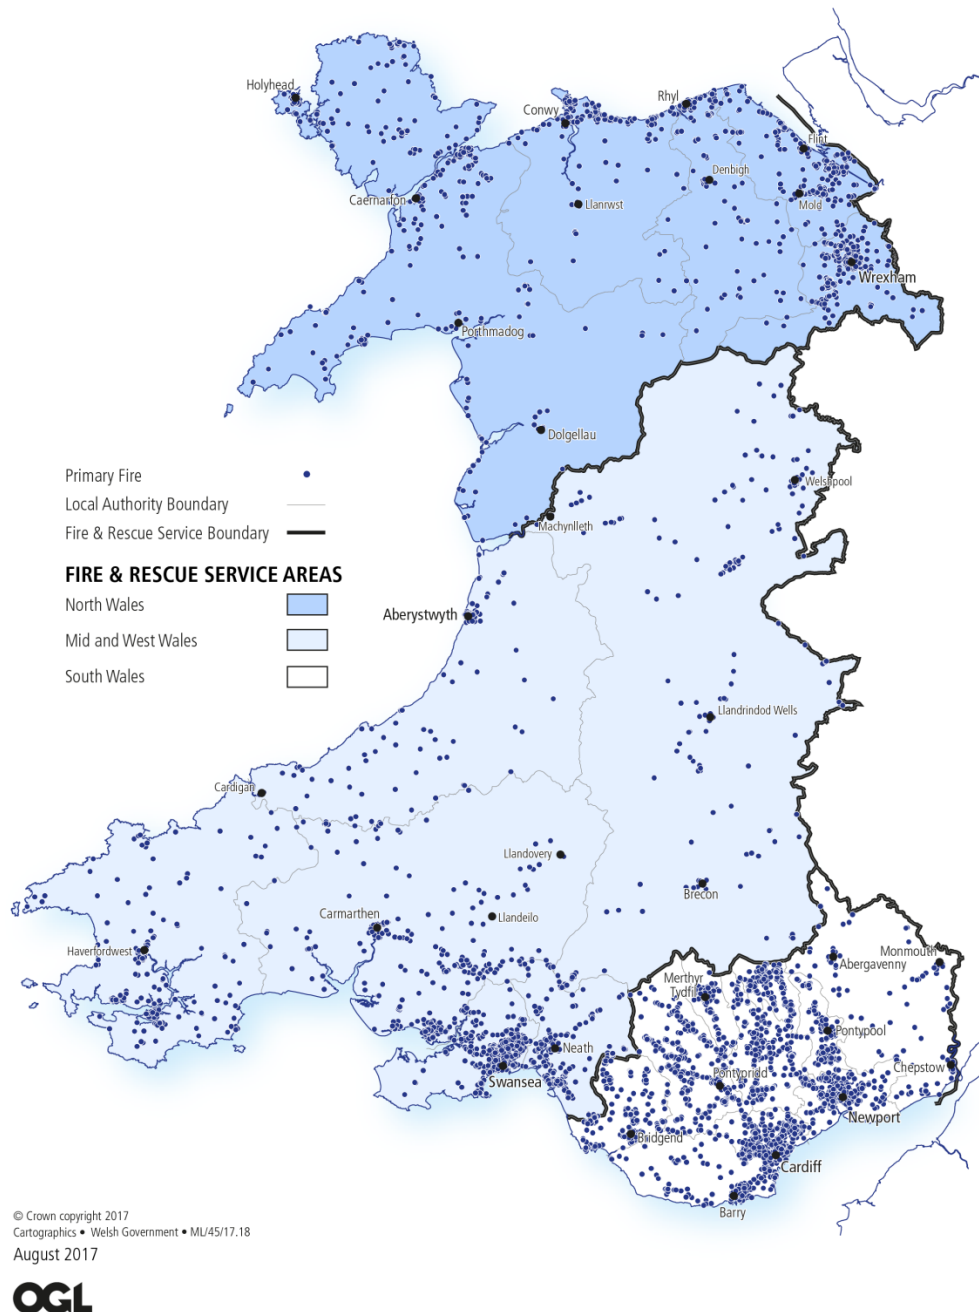 Holyhead
Conwy
Rhyl
Flint
Denbigh
Caernarfon
Llanrwst
Mold
Wrexham
Porthmadog
Dolgellau
Primary Fire
Local Authority Boundary
Fire & Rescue Service Boundary
FIRE & RESCUE SERVICE AREAS
North Wales
Mid and West Wales
South Wales
Welshpool
Machynlleth
Aberystwyth
Llandrindod Wells
Cardigan
Llandovery
Brecon
Carmarthen
Llandeilo
Haverfordwest
Monmouth
Abergavenny
Merthyr
Tydfil
Pontypool
Neath
Chepstow
Swansea
Pontypridd
Newport
Bridgend
Cardiff
Barry
© Crown copyright 2017
Cartographics • Welsh Government • ML/45/17.18
August 2017
OGL